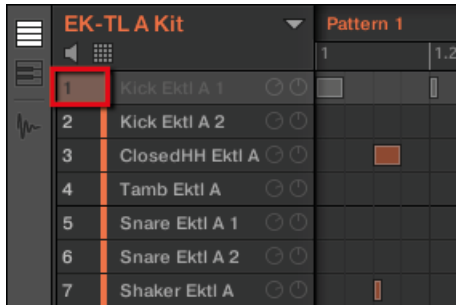 EK-TL A Kit Pattern 1
1 1.2
1 Kick Ektl A 1
2 Kick Ektl A 2
3 ClosedHH Ektl A
4 Tamb Ektl A
5 Snare Ektl A 1
6 Snare Ektl A 2
7 Shaker Ektl A